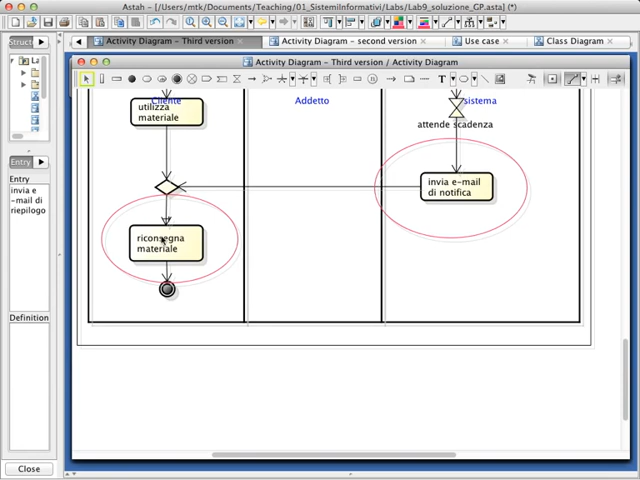 Astah - [/Users/mtk/Documents/Teaching/01_SistemiInformativi/Labs/Lab9_soluzione_GP.asta] (*)
Struct
Activity Diagram - Third version
Activity Diagram - second version
Use case
Class Diagram
Activity Diagram - Third version / Activity Diagram
T
La
Cliente
Addetto
sistema
utilizza
materiale
attende scadenza
invia e-mail
di notifica
riconsegna
materiale
Entry
Entry
invia e
-mail di
riepilogo
Definition
Close